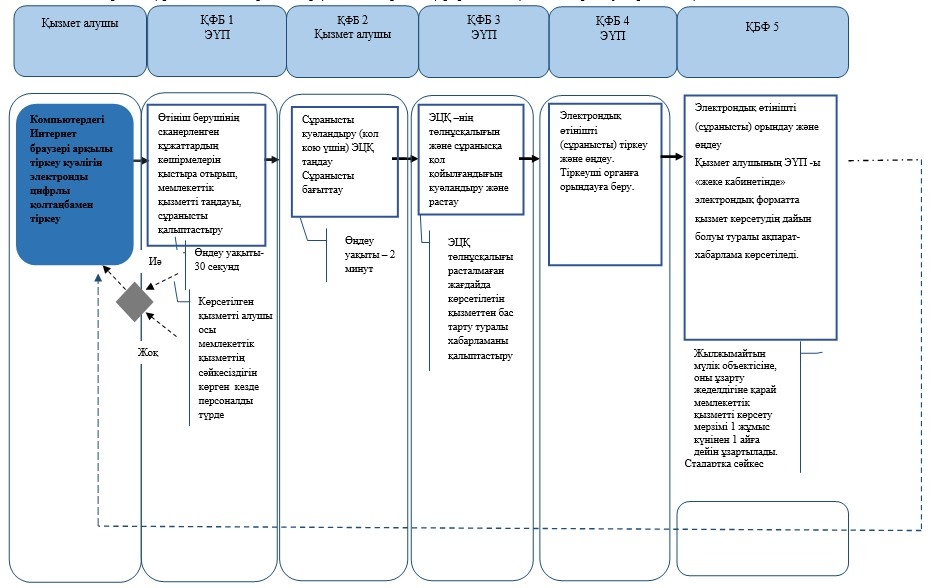 Қызмет алушы
ҚФБ 1
ЭҮП
ҚФБ 2
Қызмет алушы
ҚФБ 3
ЭҮП
ҚФБ 4
ЭҮП
ҚБФ 5
Компьютердегі
Интернет
браузері арқылы
тіркеу куәлігін
электронды
цифрлы
қолтаңбамен
тіркеу
Өтініш берушінің
сканерленген
құжаттардың
көшірмелерін
қыстыра отырып,
мемлекеттік
қызметті таңдауы,
сұранысты
қалыптастыру
Сұранысты
куәландыру (қол
қою үшін) ЭЦҚ
таңдау
Сұранысты
бағыттау
ЭЦҚ –нің
төлнұсқалығын
және сұранысқа
қол
қойылғандығын
куәландыру және
растау
Электрондық
өтінішті
(сұранысты) тіркеу
және өңдеу.
Тіркеуші органға
орындауға беру.
Электрондық өтінішті
(сұранысты) орындау және
өңдеу
Қызмет алушының ЭҮП -ы
«жеке кабинетінде»
электрондық форматта
қызмет көрсетудің дайын
болуы туралы ақпарат-
хабарлама көрсетіледі.
Иә
Жоқ
Өңдеу уақыты-
30 секунд
Көрсетілген
қызметті алушы
осы
мемлекеттік
қызметтің
сәйкесіздігін
көрген кезде
персоналды
түрде
Өңдеу
уақыты – 2
минут
ЭЦҚ
төлнұсқалығы
расталмаған
жағдайда
көрсетілетін
қызметтен бас
тарту туралы
хабарламаны
қалыптастыру
Жылжымайтын
мүлік объектісіне,
оны ұзарту
жеделдігіне қарай
мемлекеттік
қызметті көрсету
мерзімі 1 жұмыс
күнінен 1 айға
дейін ұзартылады.
Стадартқа сәйкес